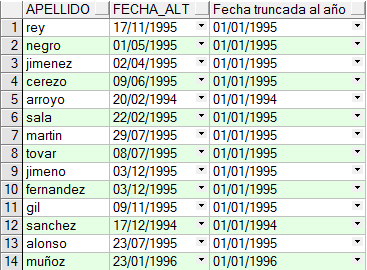 APELLIDO FECHA_ALT Fecha truncada al año
1 rey 17/11/1995 01/01/1995
2 negro 01/05/1995 01/01/1995
3 jimenez 02/04/1995 01/01/1995
4 cerezo 09/06/1995 01/01/1995
5 arroyo 20/02/1994 01/01/1994
6 sala 22/02/1995 01/01/1995
7 martin 29/07/1995 01/01/1995
8 tovar 08/07/1995 01/01/1995
9 jimeno 03/12/1995 01/01/1995
10 fernandez 03/12/1995 01/01/1995
11 gil 09/11/1995 01/01/1995
12 sanchez 17/12/1994 01/01/1994
13 alonso 23/07/1995 01/01/1995
14 muñoz 23/01/1996 01/01/1996